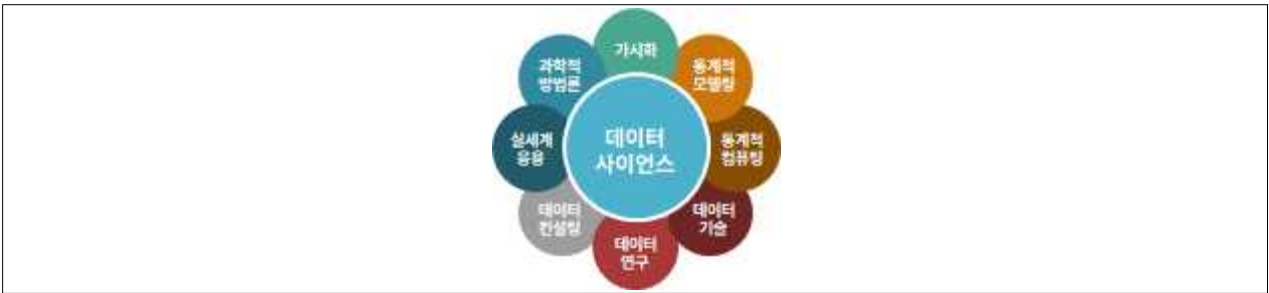 가시화
과학적
방법론
통계적
모델링
실세계
응용
데이터
사이언스
통계적
컴퓨팅
데이터
컨설팅
데이터
기술
데이터
연구